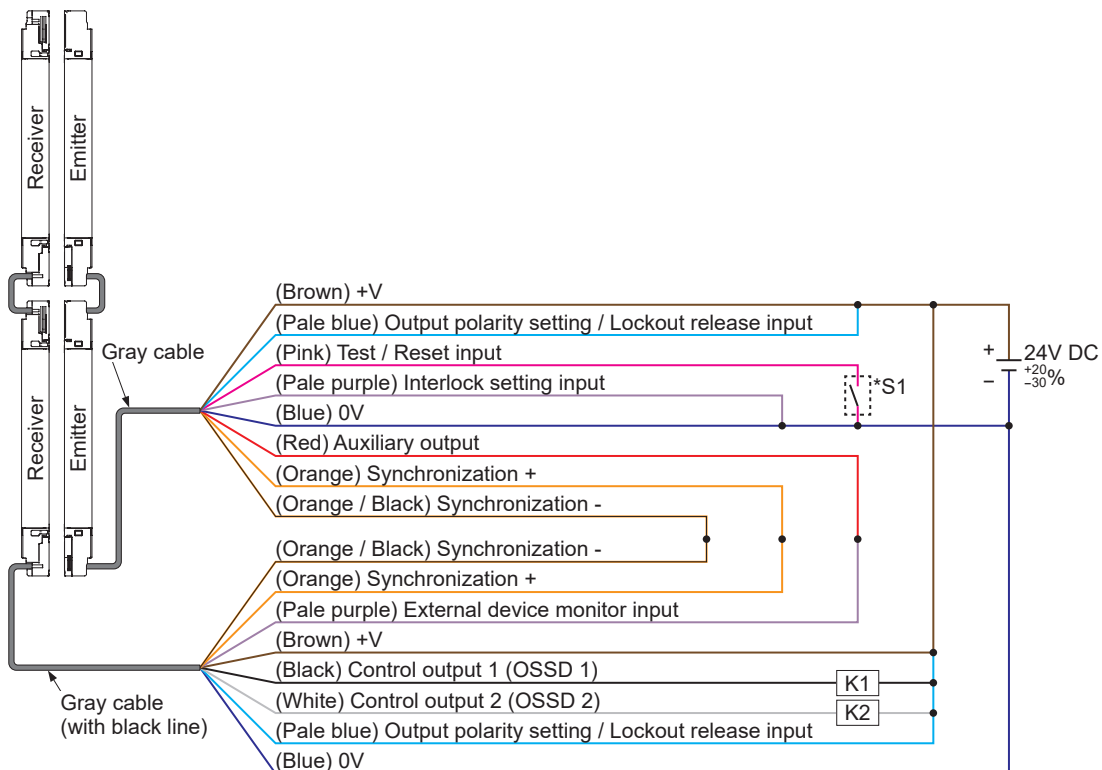 Receiver
Emitter
Receiver
Emitter
Gray cable
(Brown) +V
(Pale blue) Output polarity setting / Lockout release input
(Pink) Test / Reset input
(Pale purple) Interlock setting input
(Blue) 0V
(Red) Auxiliary output
(Orange) Synchronization +
(Orange / Black) Synchronization -
*S1
+
24V DC
+20
–30 %
–
(Orange / Black) Synchronization -
(Orange) Synchronization +
(Pale purple) External device monitor input
(Brown) +V
(Black) Control output 1 (OSSD 1)
K1
(White) Control output 2 (OSSD 2)
K2
(Pale blue) Output polarity setting / Lockout release input
(Blue) 0V
Gray cable
(with black line)